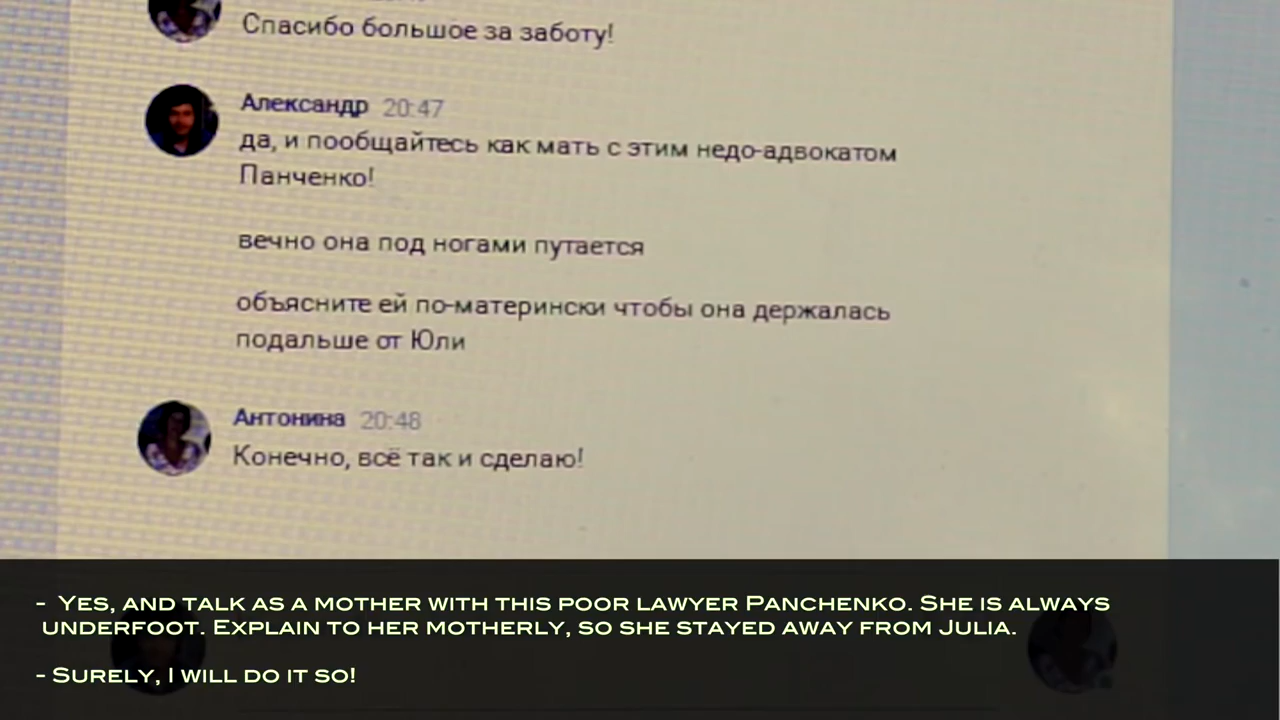 Спасибо большое за заботу!
Александр 20:47
да, и пообщайтесь как мать с этим недо-адвокатом
Панченко!
вечно она под ногами путается
объясните ей по-матерински чтобы она держалась
подальше от Юли
Антонина 20:48
Конечно, всё так и сделаю!
- Yes, and talk as a mother with this poor lawyer Panchenko. She is always
underfoot. Explain to her motherly, so she stayed away from Julia.
- Surely, I will do it so!